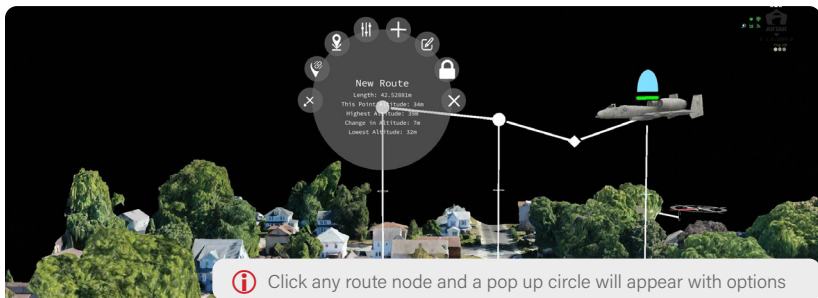 New Route
Length: 42.52881m
This Point Altitude: 34m
Highest Altitude: 39m
Change in Altitude: 7m
Lowest Altitude: 32m
Click any route node and a pop up circle will appear with options